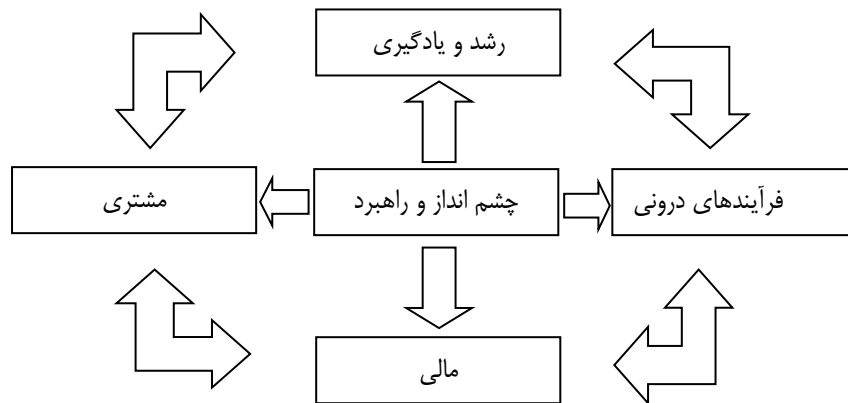 رشد و یادگیری
فرآیندهای درونی
چشم انداز و راهبرد
مشتری
مالی